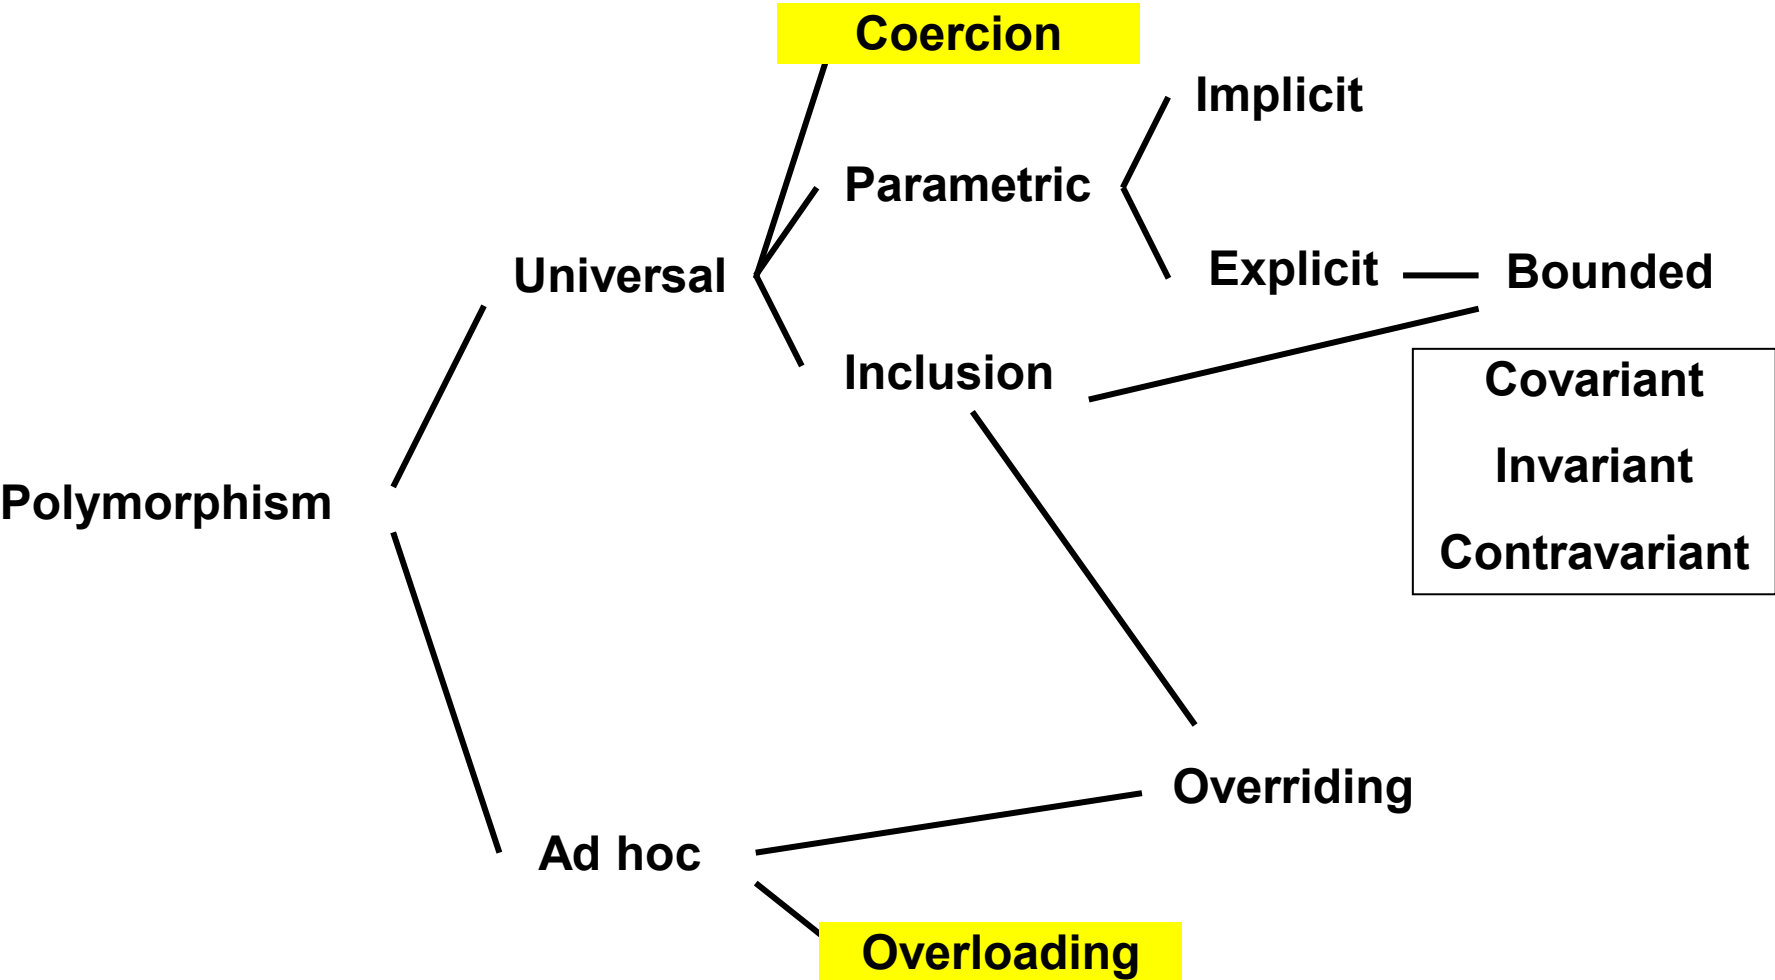 Coercion
Implicit
Parametric
Universal
Explicit
Bounded
Inclusion
Covariant
Invariant
Polymorphism
Contravariant
Overriding
Ad hoc
Overloading